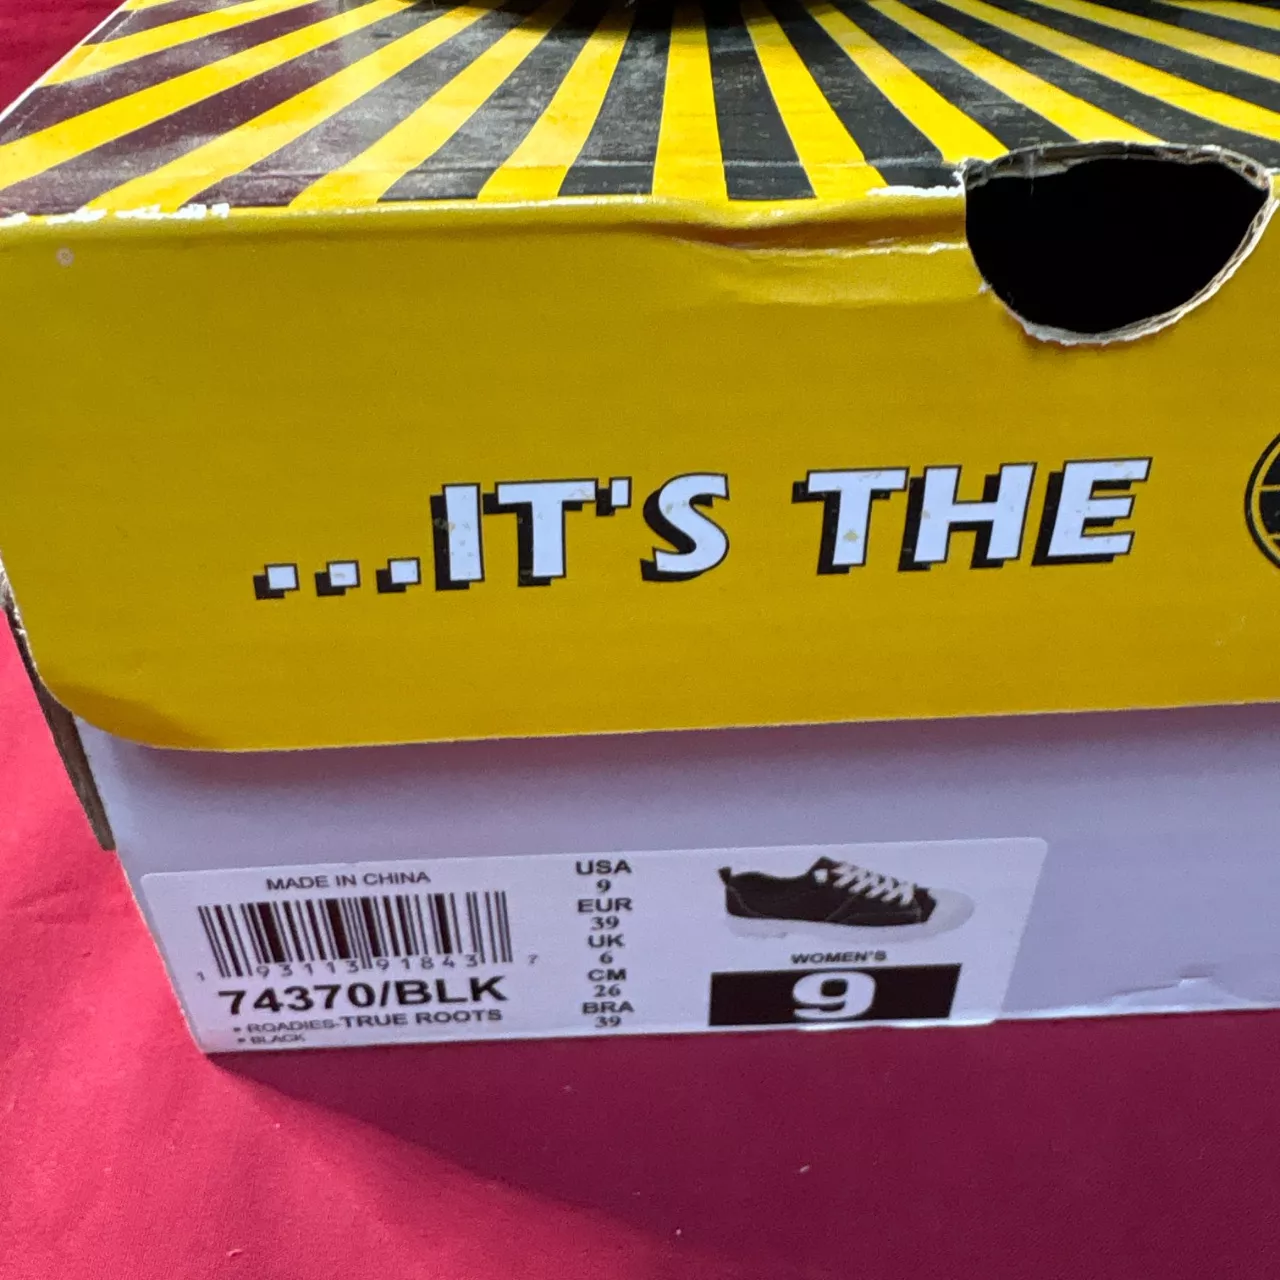 ...IT'S THE
MADE IN CHINA
1 93113 91843 7
74370/BLK
• ROADIES-TRUE ROOTS
• BLACK
USA
9
EUR
39
UK
6
CM
26
BRA
39
WOMEN'S
9